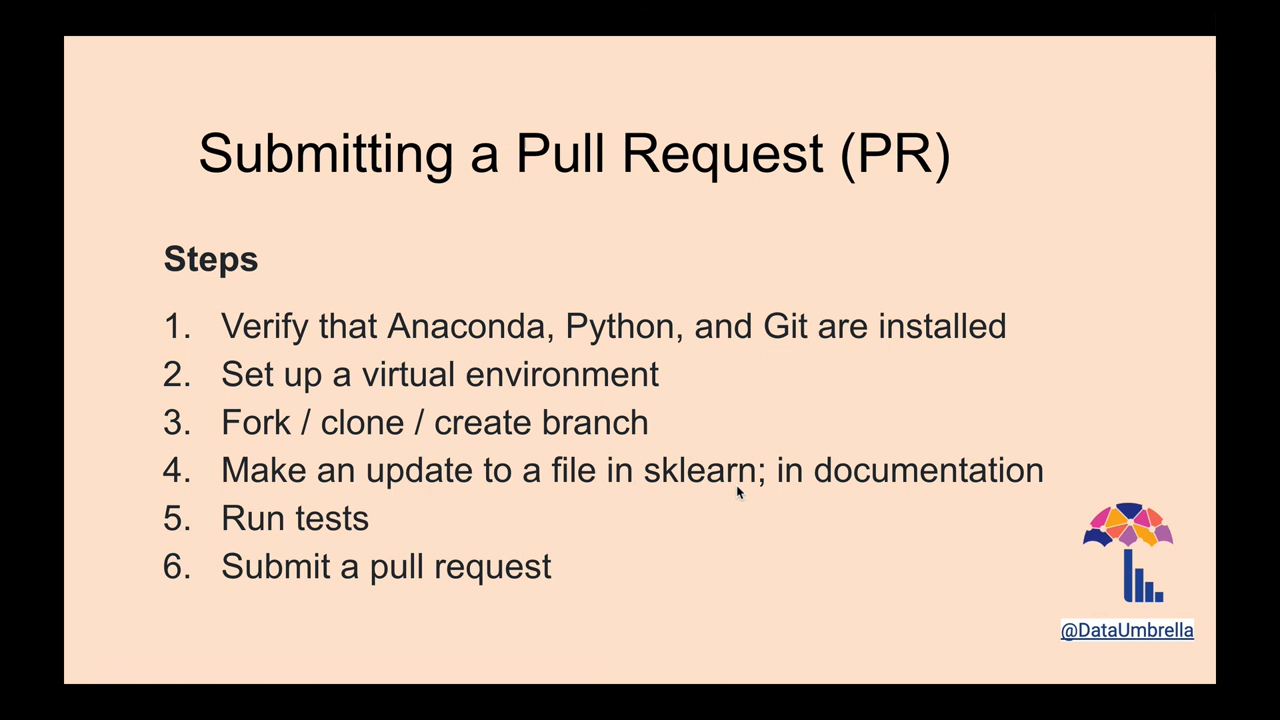 Submitting a Pull Request (PR)
Steps
1. Verify that Anaconda, Python, and Git are installed
2. Set up a virtual environment
3. Fork / clone / create branch
4. Make an update to a file in sklearn; in documentation
5. Run tests
6. Submit a pull request
@DataUmbrella